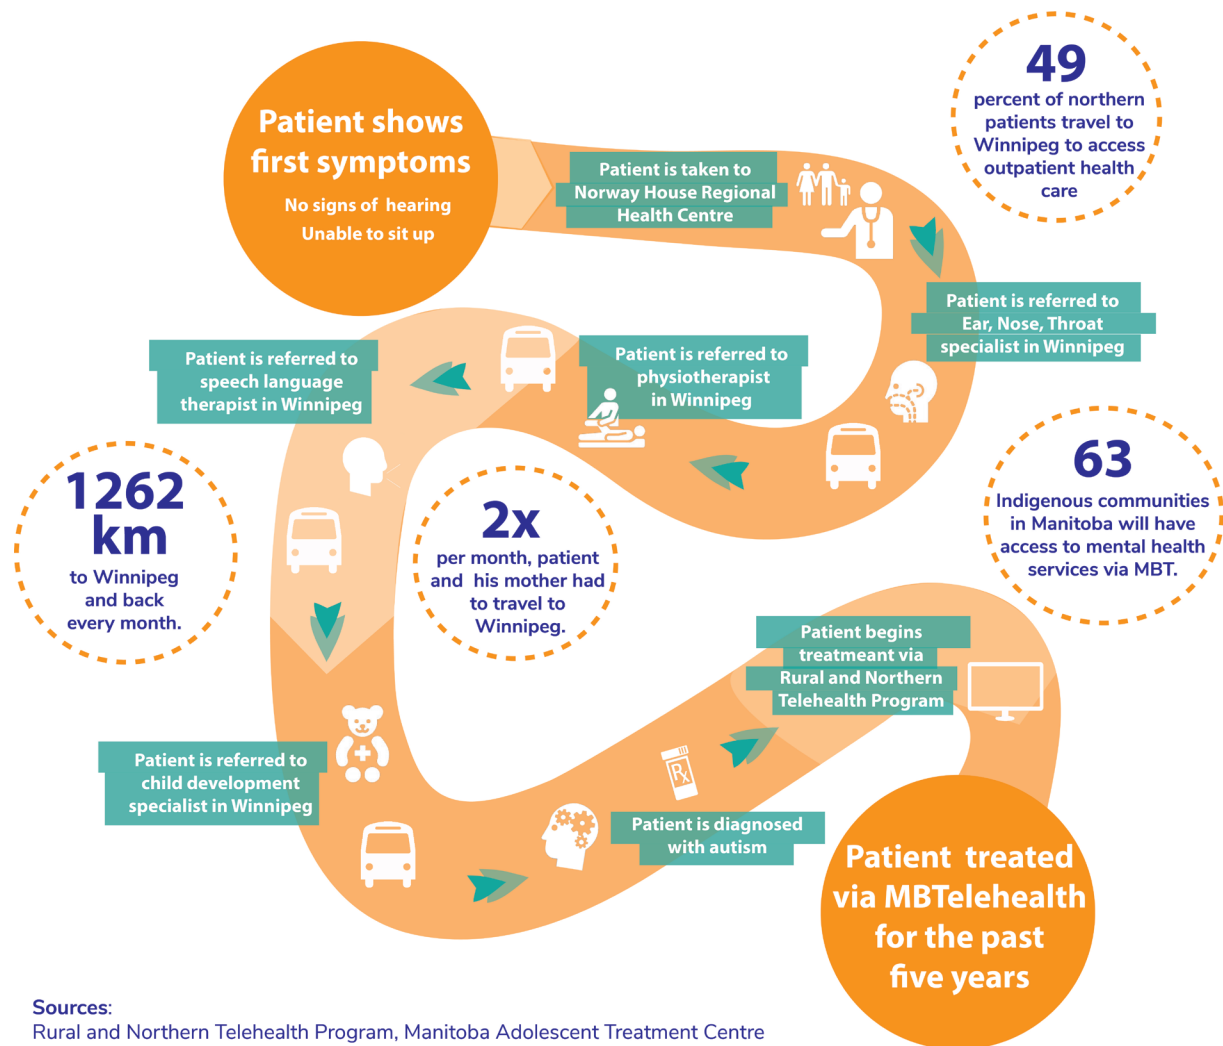 Patient shows
first symptoms
No signs of hearing
Unable to sit up
Patient is taken to
Norway House Regional
Health Centre
49
percent of northern
patients travel to
Winnipeg to access
outpatient health
care
Patient is referred to
Ear, Nose, Throat
specialist in Winnipeg
Patient is referred to
physiotherapist
in Winnipeg
Patient is referred to
speech language
therapist in Winnipeg
1262
km
to Winnipeg
and back
every month.
2x
per month, patient
and his mother had
to travel to
Winnipeg.
63
Indigenous communities
in Manitoba will have
access to mental health
services via MBT.
Patient is referred to
child development
specialist in Winnipeg
Patient is diagnosed
with autism
Rx
Patient begins
treatmeant via
Rural and Northern
Telehealth Program
Patient treated
via MBTelehealth
for the past
five years
Sources:
Rural and Northern Telehealth Program, Manitoba Adolescent Treatment Centre